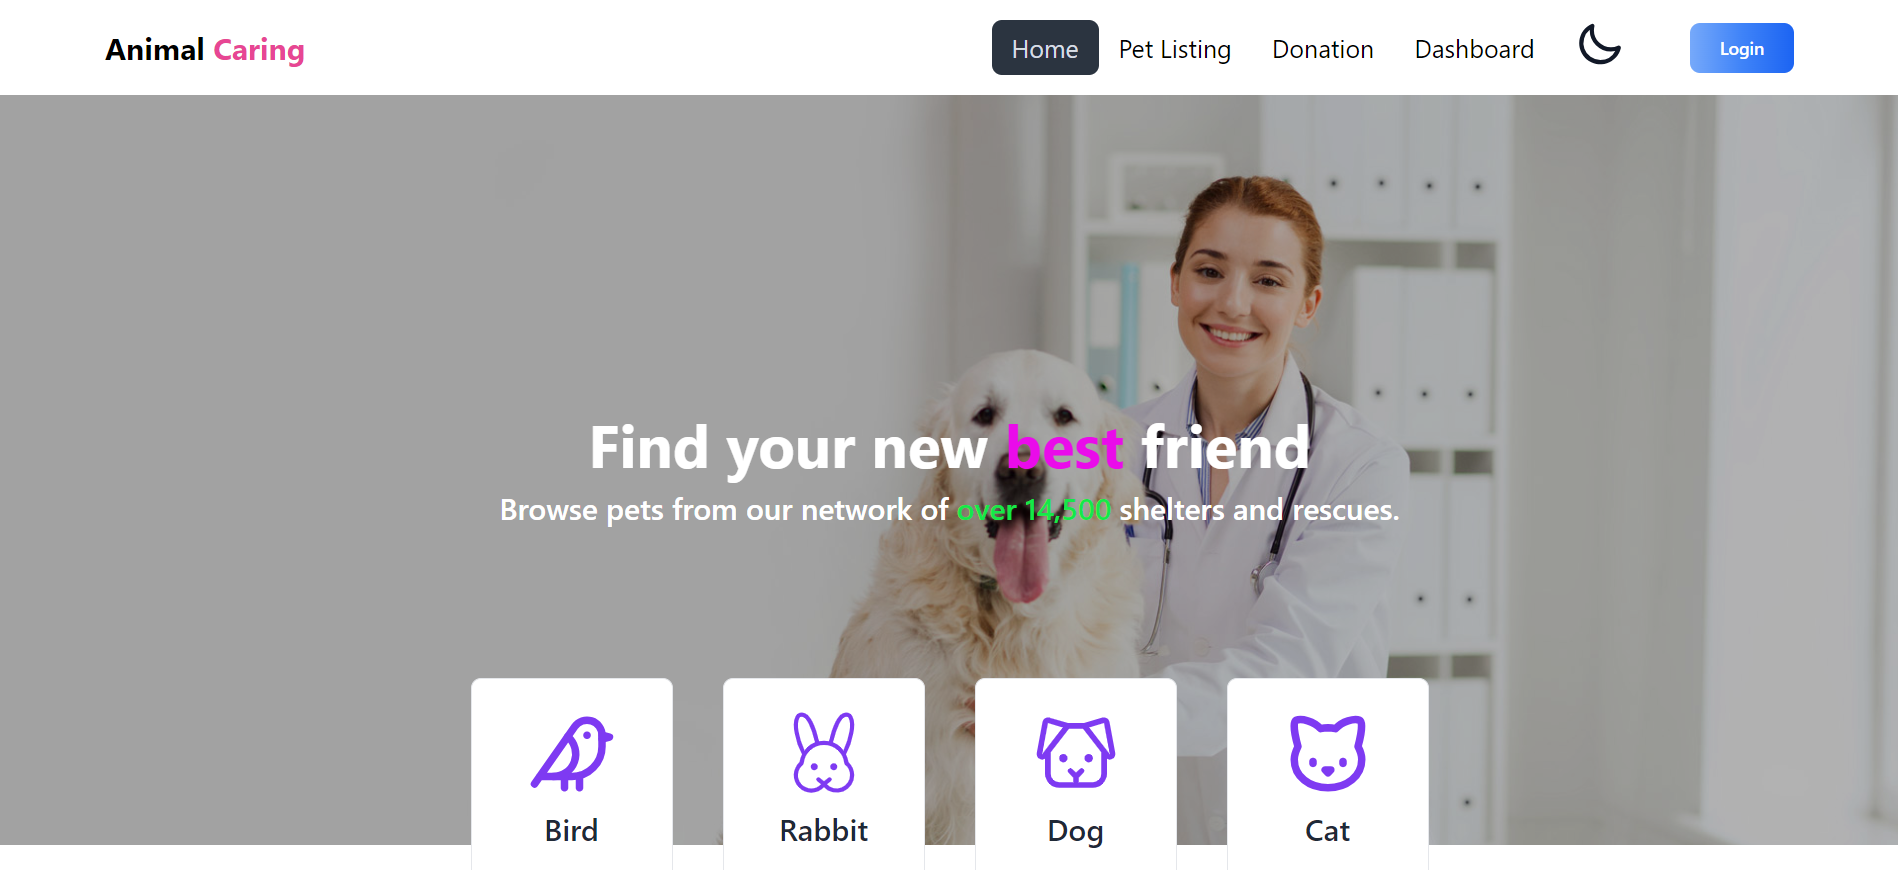 Animal Caring
Home Pet Listing Donation Dashboard Login
Find your new best friend
Browse pets from our network of over 14,500 shelters and rescues.
Bird Rabbit Dog Cat